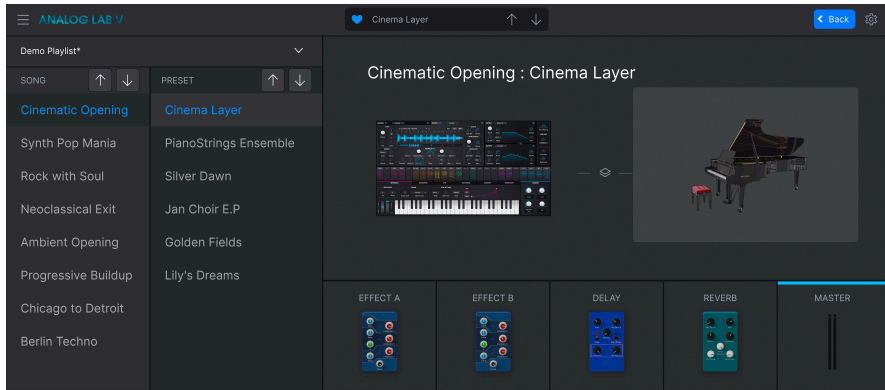 ANALOG LAB V
Cinema Layer
Back
Demo Playlist*
SONG
PRESET
Cinematic Opening
Synth Pop Mania
Rock with Soul
Neoclassical Exit
Ambient Opening
Progressive Buildup
Chicago to Detroit
Berlin Techno
Cinema Layer
PianoStrings Ensemble
Silver Dawn
Jan Choir E.P
Golden Fields
Lily's Dreams
Cinematic Opening : Cinema Layer
EFFECT A
EFFECT B
DELAY
REVERB
MASTER